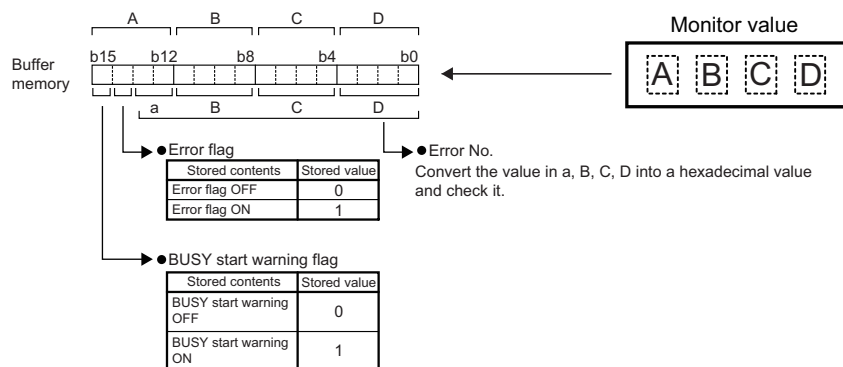 A B C D
Monitor value
b15 b12 b8 b4 b0
Buffer
memory
A B C D
a B C D
● Error flag
Stored contents Stored value
Error flag OFF 0
Error flag ON 1
● Error No.
Convert the value in a, B, C, D into a hexadecimal value
and check it.
● BUSY start warning flag
Stored contents Stored value
BUSY start warning
OFF 0
BUSY start warning
ON 1